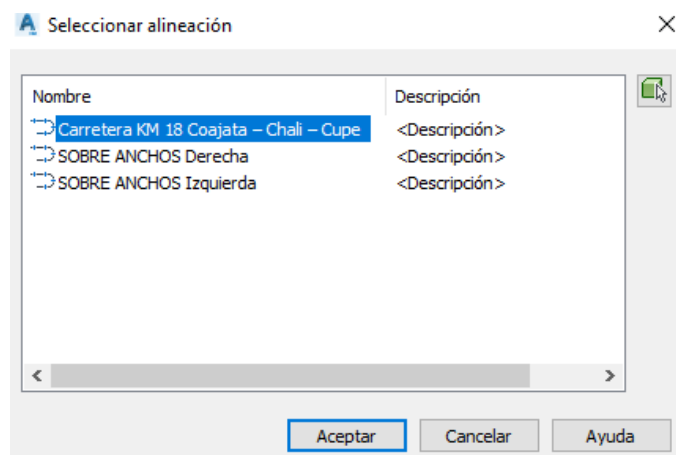 Seleccionar alineación
Nombre Descripción
Carretera KM 18 Coajata – Chali – Cupe <Descripción>
SOBRE ANCHOS Derecha <Descripción>
SOBRE ANCHOS Izquierda <Descripción>
Aceptar Cancelar Ayuda